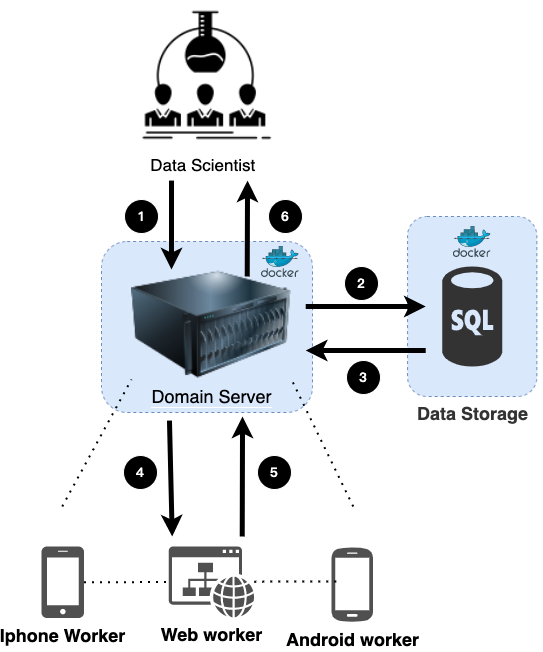 Data Scientist
1
6
docker
docker
2
SQL
3
Domain Server
Data Storage
4
5
Iphone Worker
Web worker
Android worker